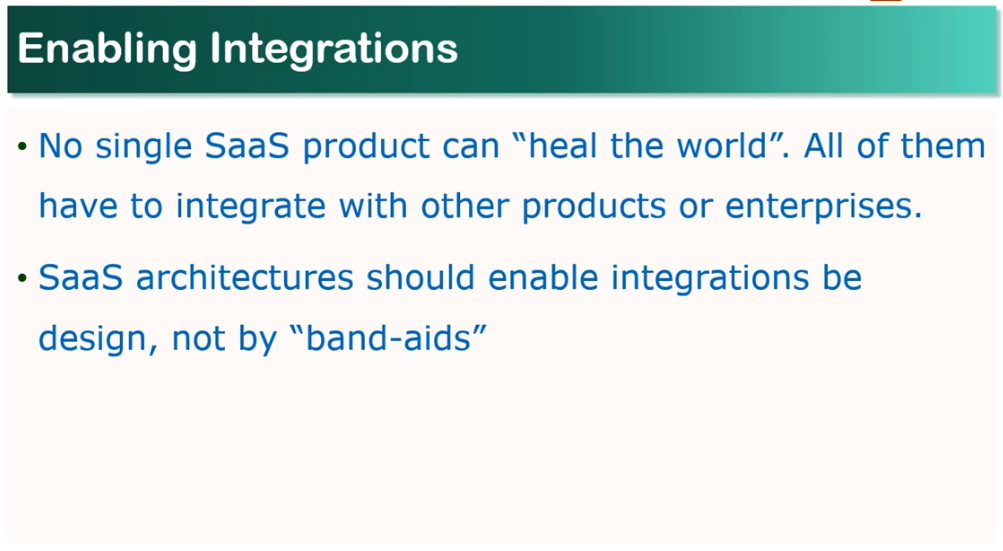 Enabling Integrations
• No single SaaS product can “heal the world”. All of them
have to integrate with other products or enterprises.
• SaaS architectures should enable integrations be
design, not by “band-aids”